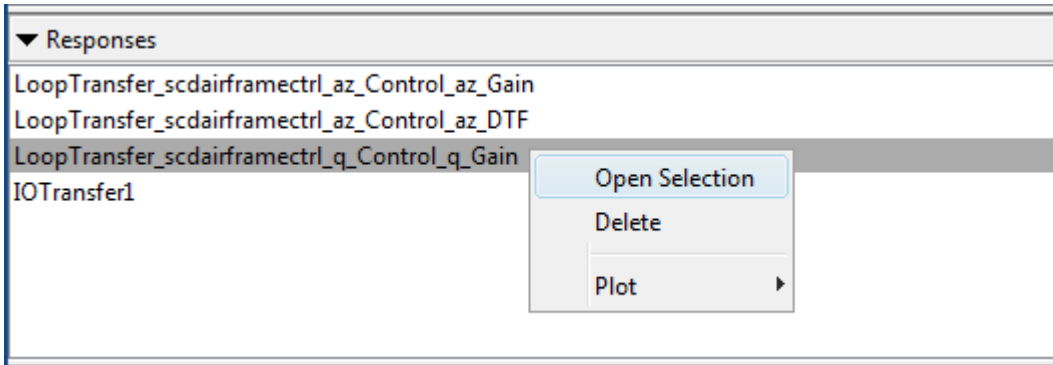 Responses
LoopTransfer_scdairframectrl_az_Control_az_Gain
LoopTransfer_scdairframectrl_az_Control_az_DTF
LoopTransfer_scdairframectrl_q_Control_q_Gain
IOTransfer1
Open Selection
Delete
Plot